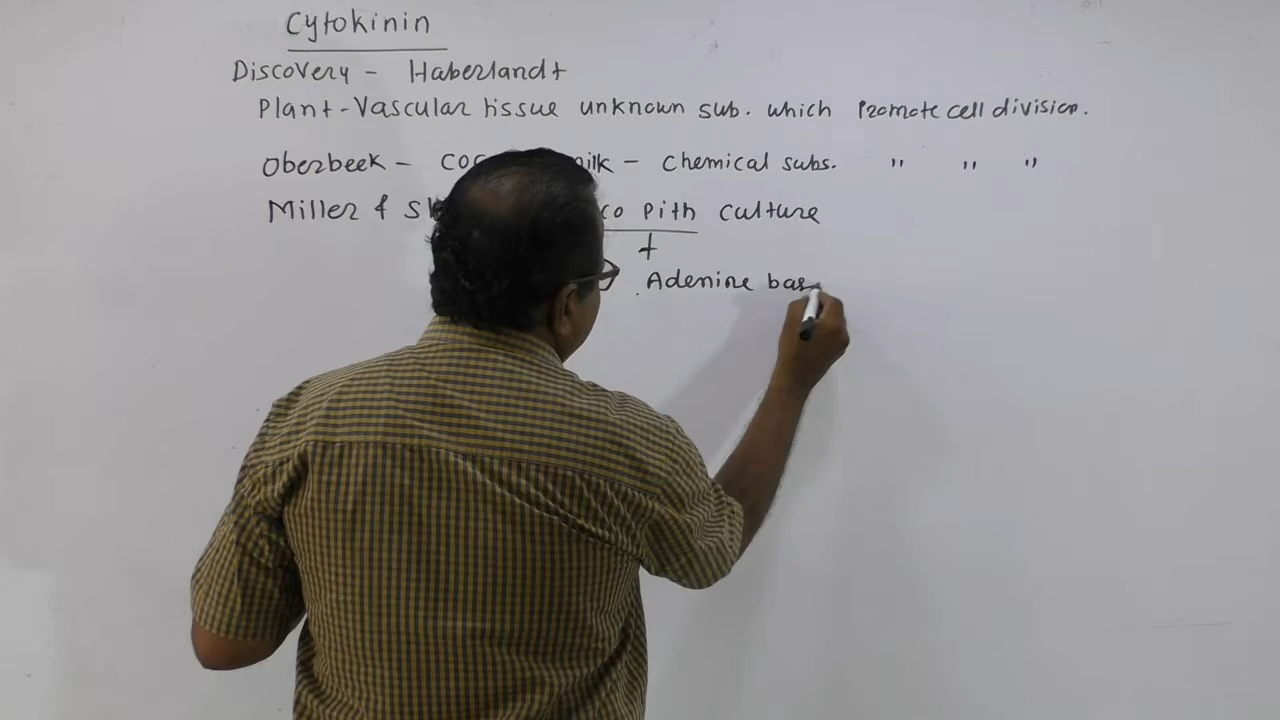 Cytokinin
Discovery - Haberlandt
Plant-Vascular tissue unknown sub. which Promote cell division.
Oberbeek - milk - chemical subs. " " "
Miller & Pith culture
+
Adenine bas